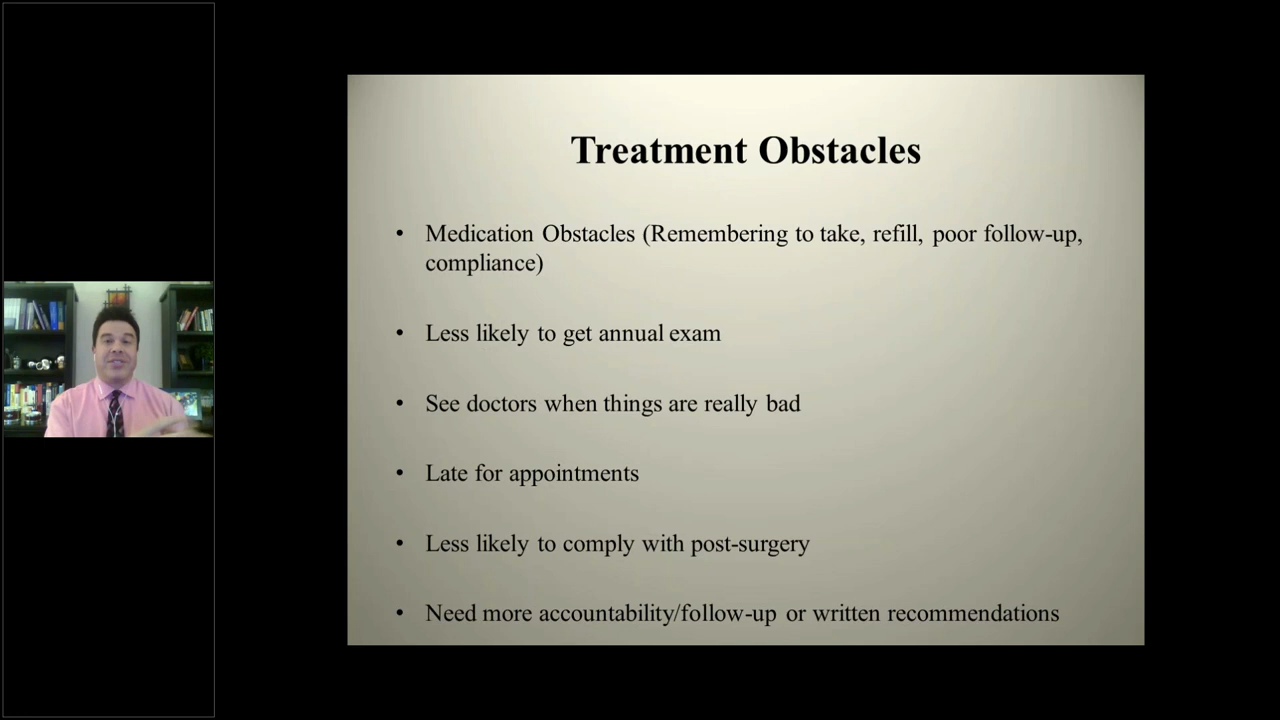 Treatment Obstacles
• Medication Obstacles (Remembering to take, refill, poor follow-up,
compliance)
• Less likely to get annual exam
• See doctors when things are really bad
• Late for appointments
• Less likely to comply with post-surgery
• Need more accountability/follow-up or written recommendations